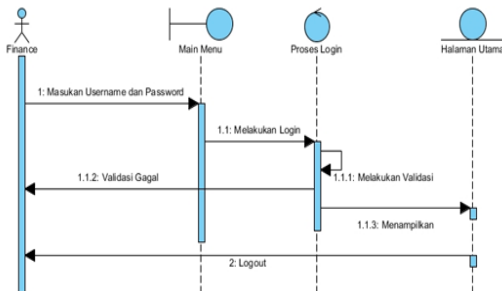 Finance
Main Menu
Proses Login
Halaman Utama
1: Masukan Username dan Password
1.1: Melakukan Login
1.1.2: Validasi Gagal
1.1.1: Melakukan Validasi
1.1.3: Menampilkan
2: Logout